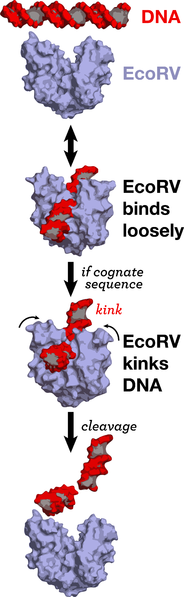 DNA
EcoRV
EcoRV
binds
loosely
if cognate
sequence
kink
EcoRV
kinks
DNA
cleavage